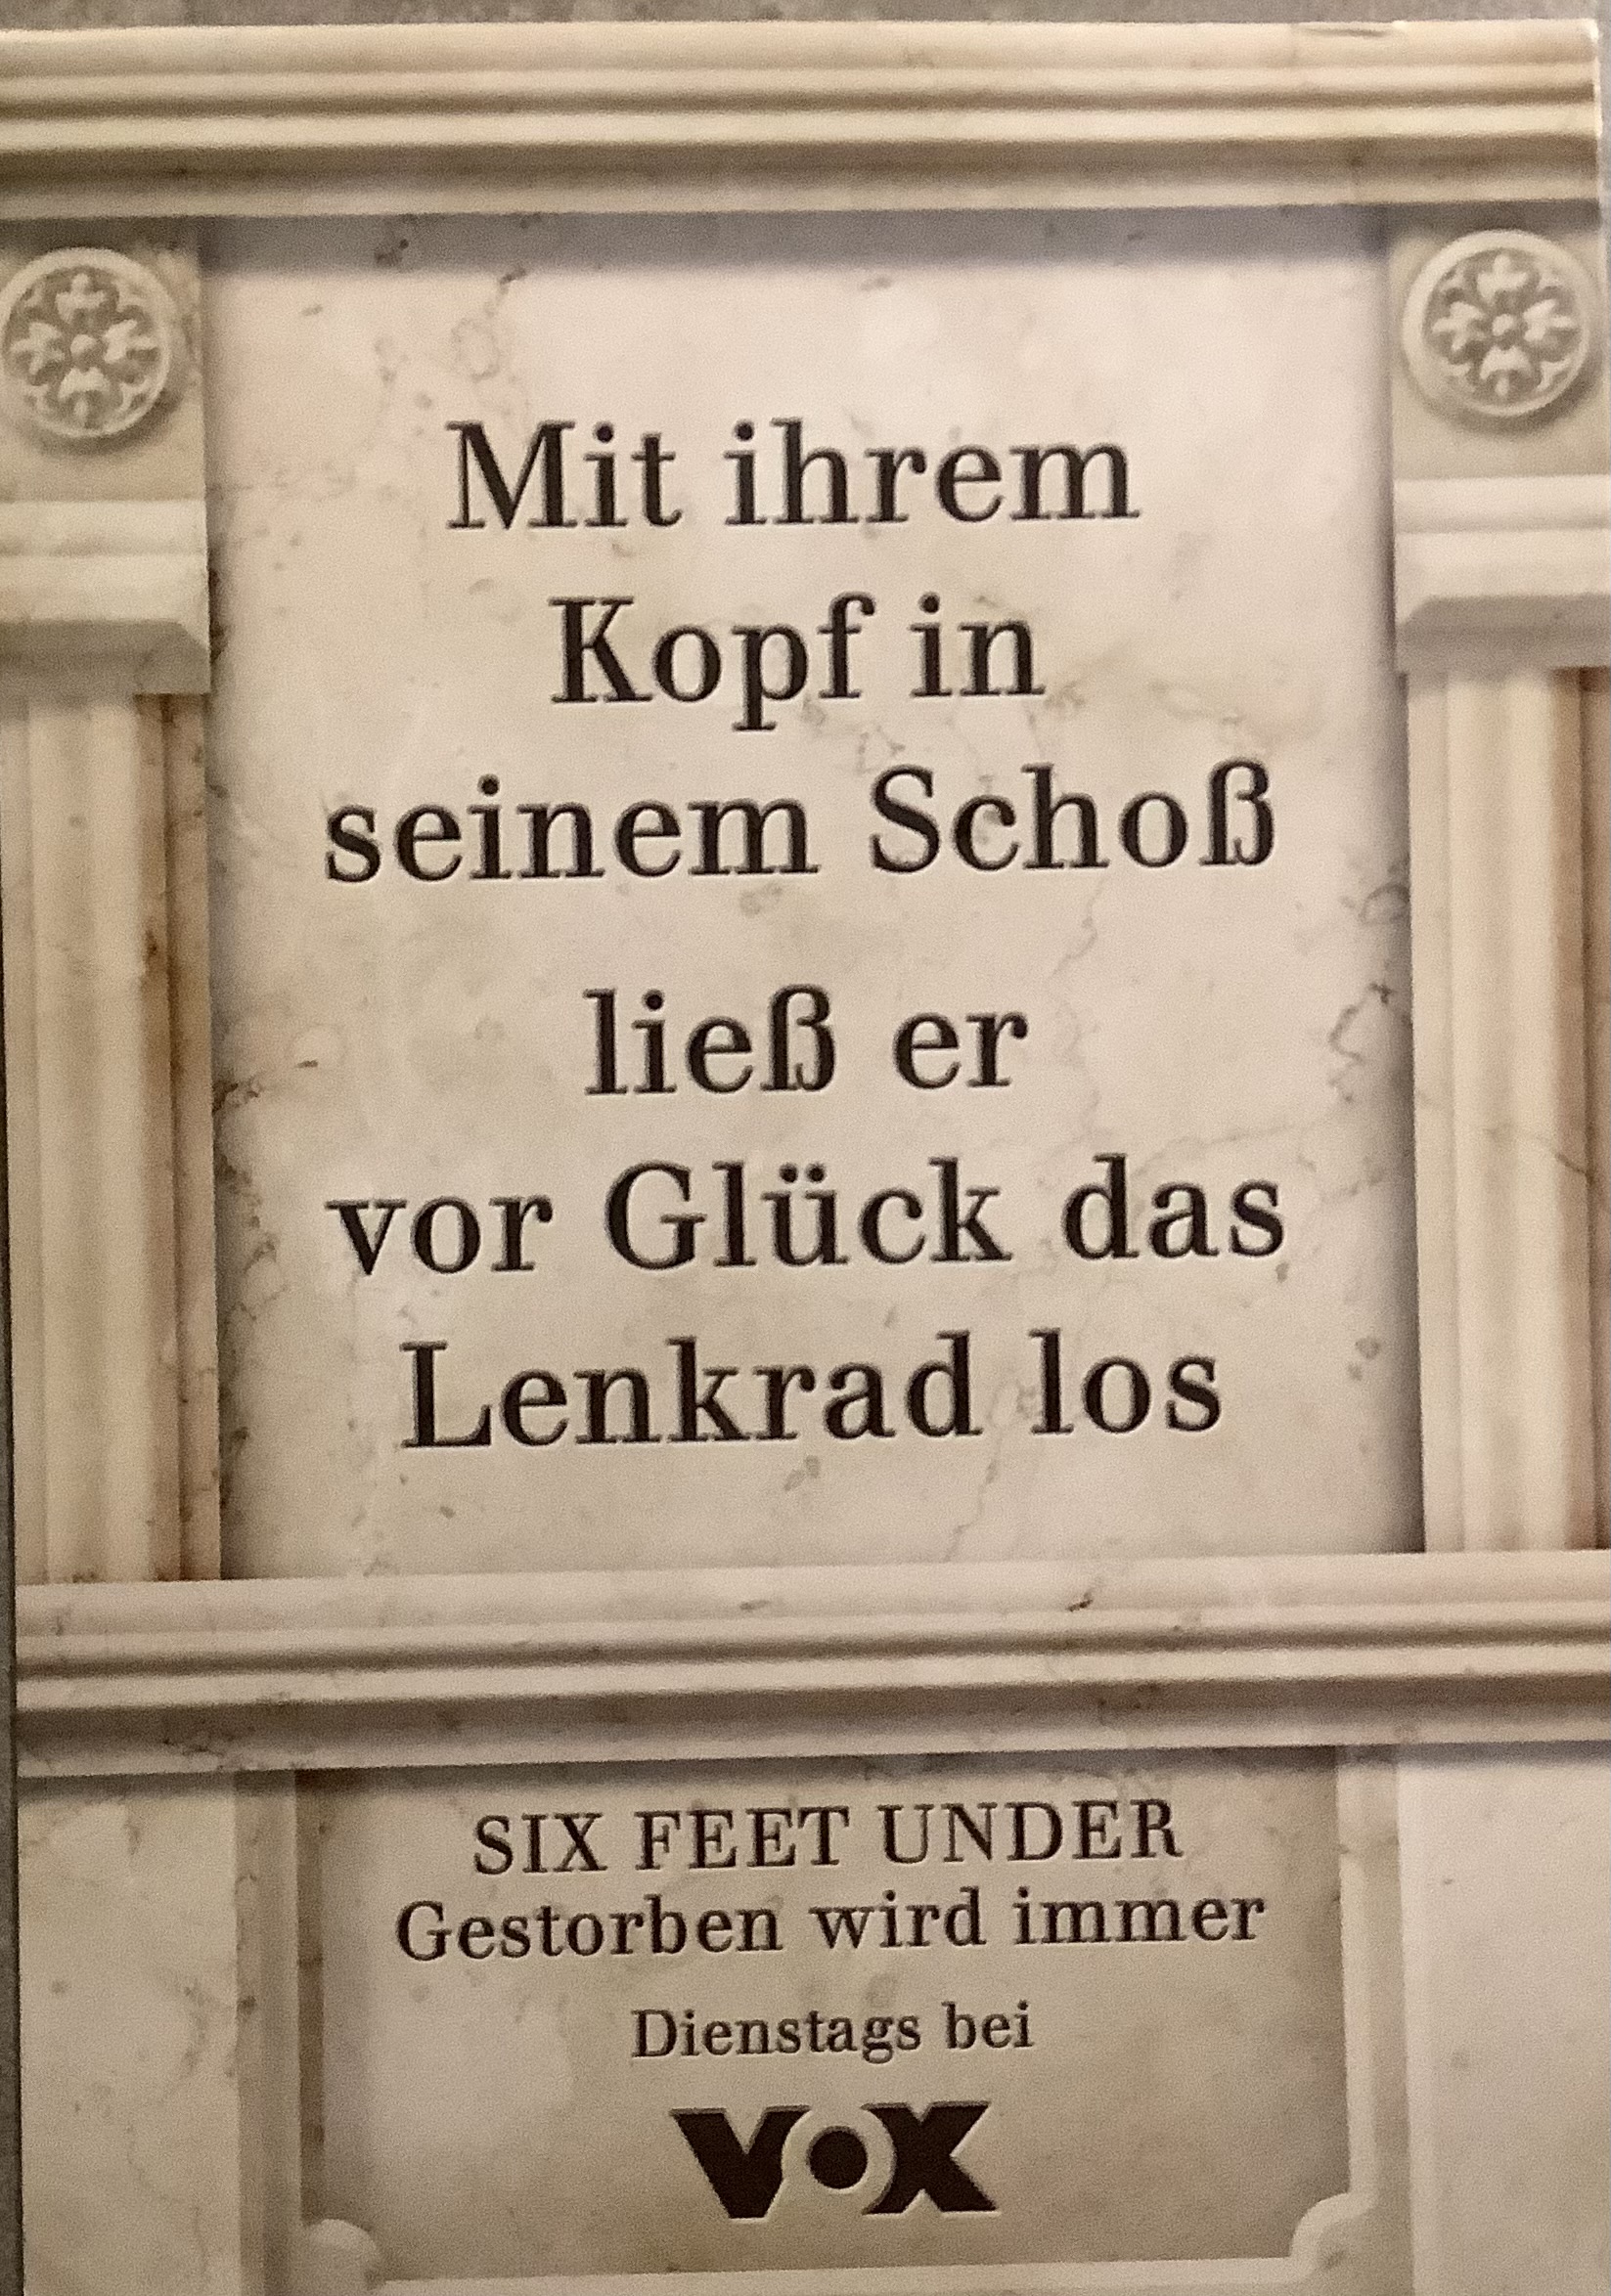 Mit ihrem
Kopf in
seinem Schoß
ließ er
vor Glück das
Lenkrad los
SIX FEET UNDER
Gestorben wird immer
Dienstags bei
VOX